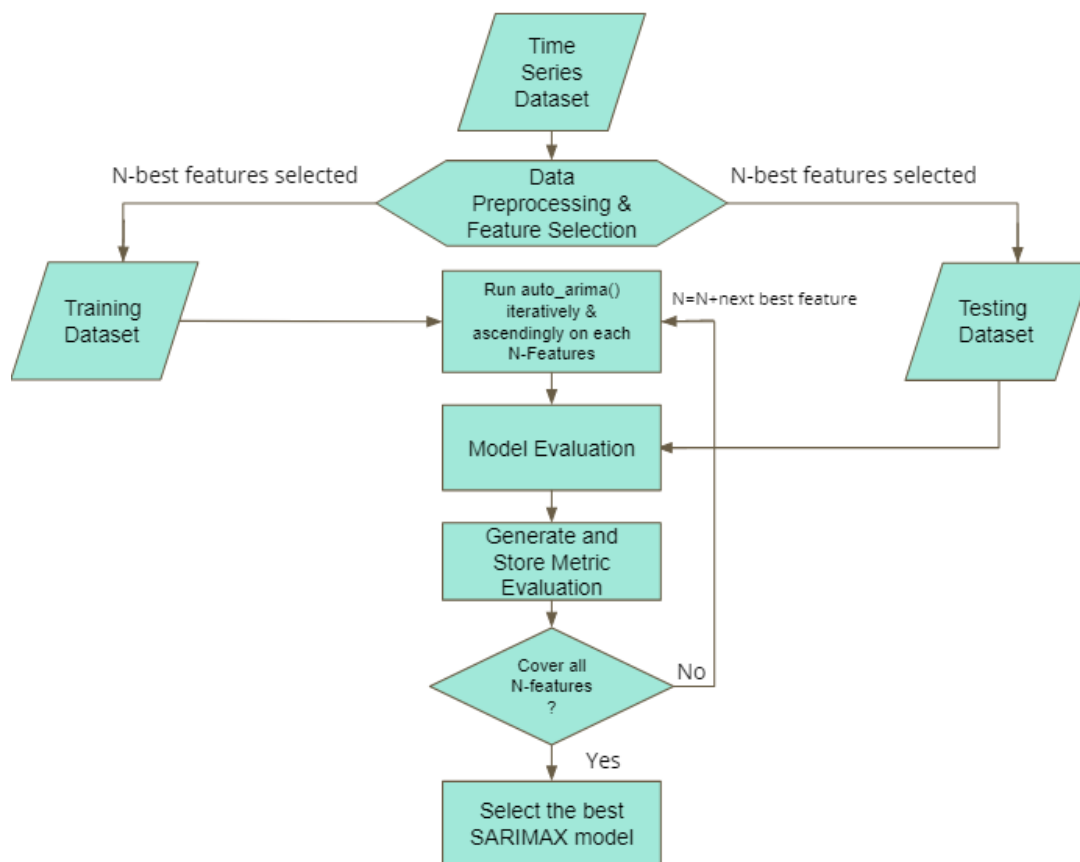 Time
Series
Dataset
N-best features selected
Data
Preprocessing &
Feature Selection
N-best features selected
Training
Dataset
Run auto_arima()
iteratively &
ascendingly on each
N-Features
N=N+next best feature
Testing
Dataset
Model Evaluation
Generate and
Store Metric
Evaluation
Cover all
N-features
?
No
Yes
Select the best
SARIMAX model